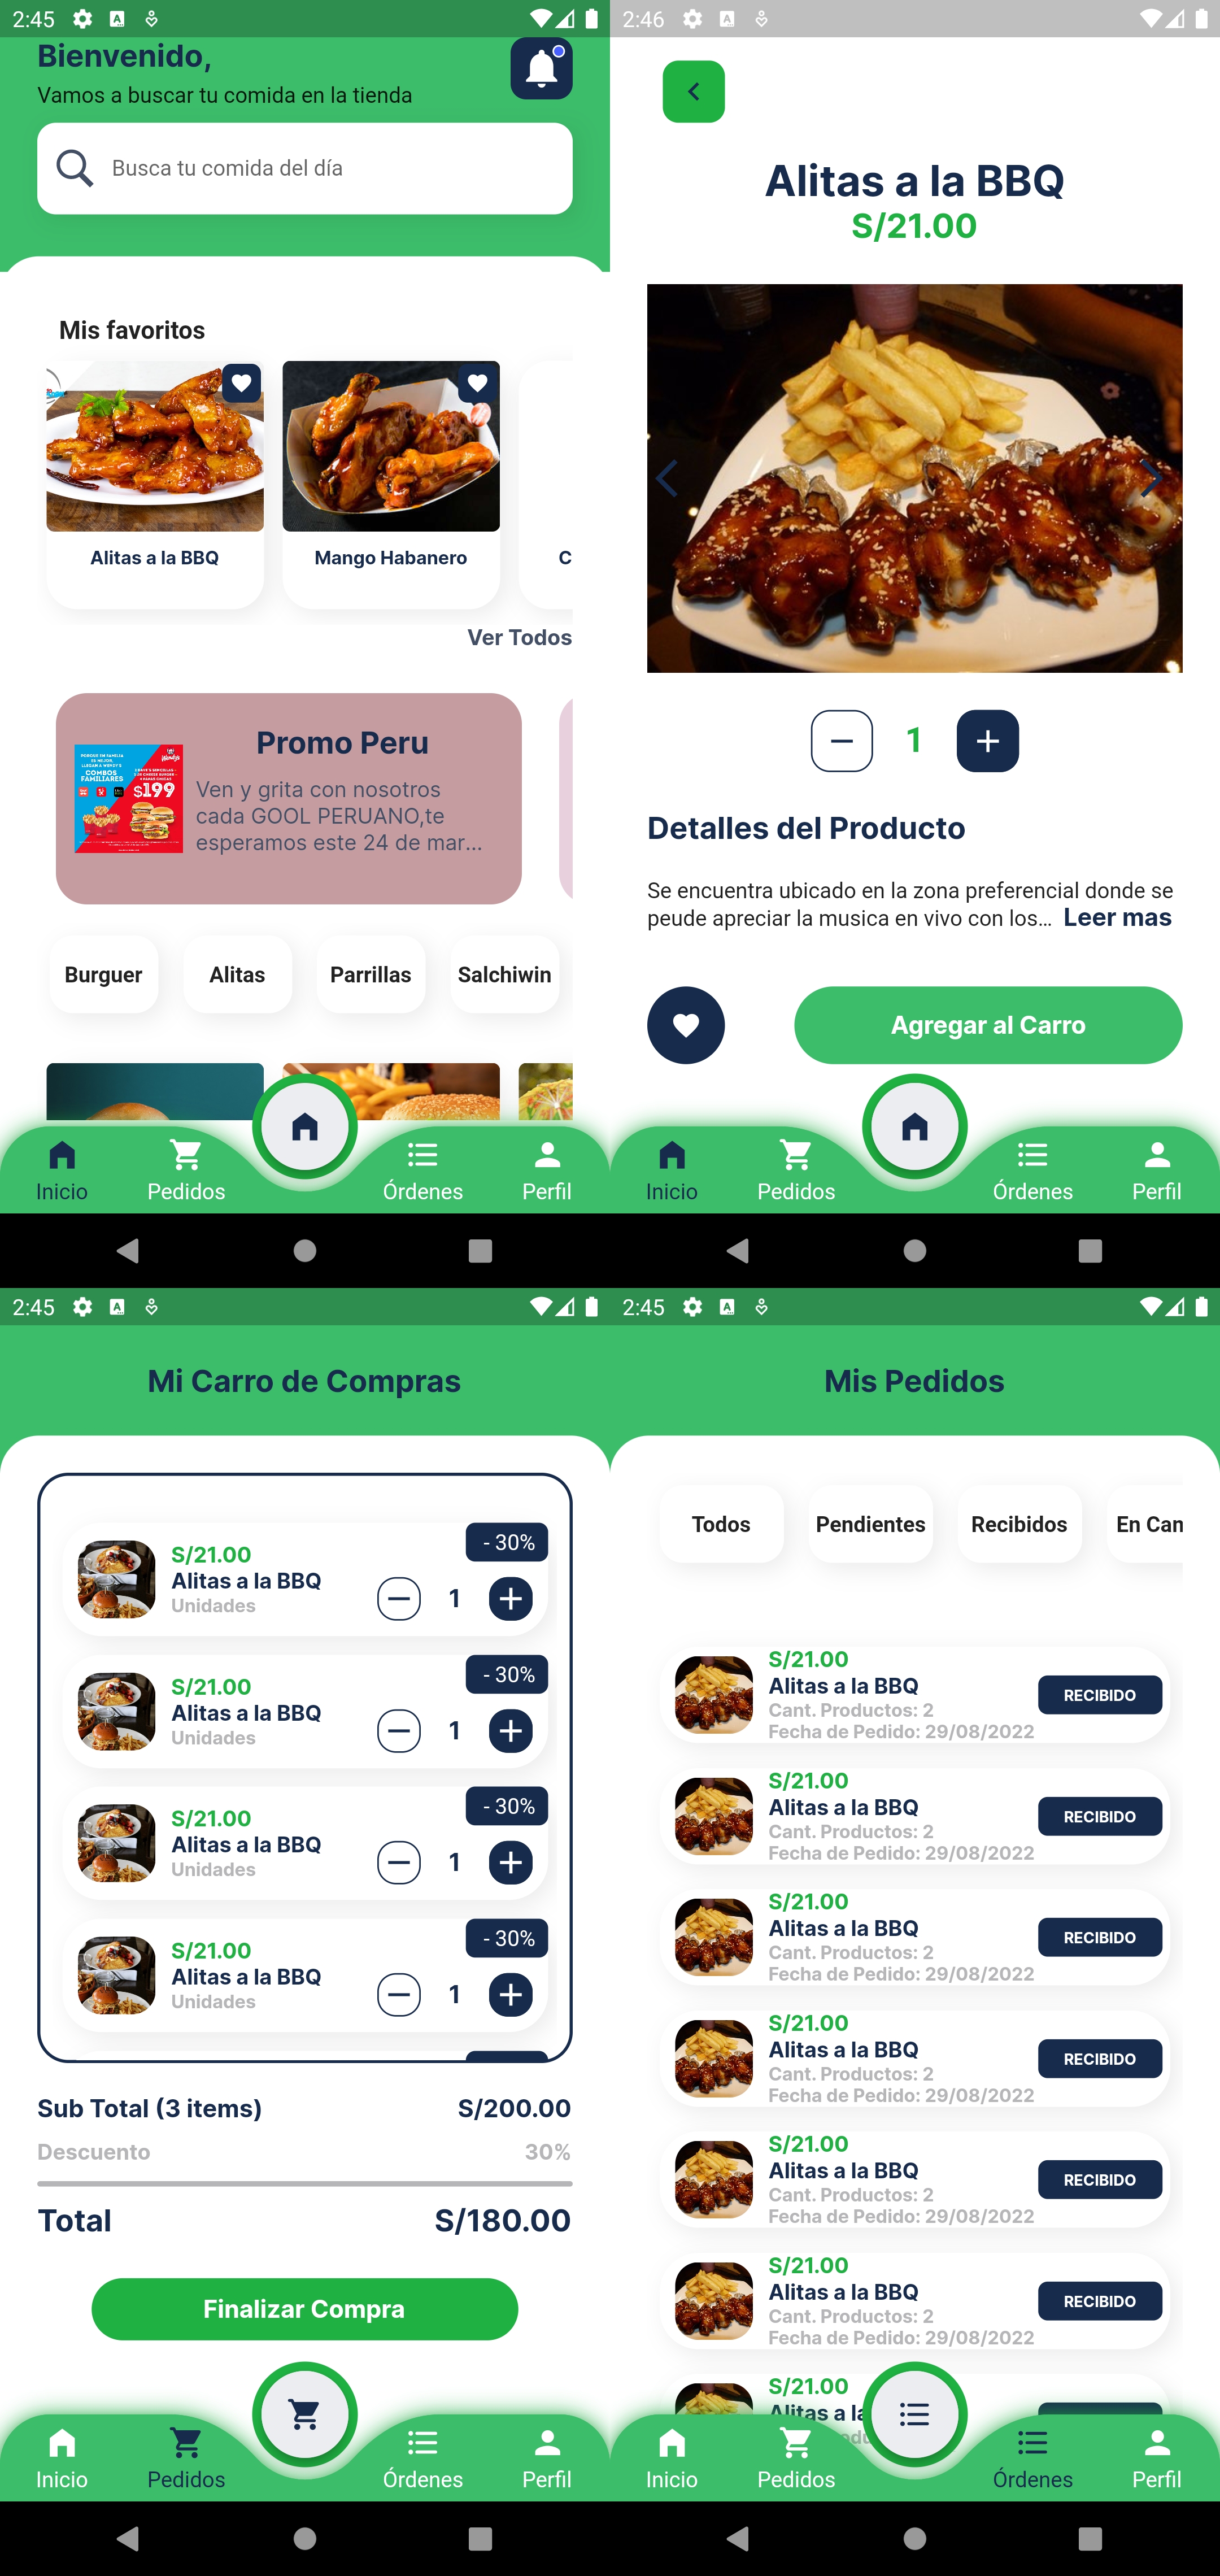 2:45
Bienvenido,
Vamos a buscar tu comida en la tienda
Busca tu comida del día
Mis favoritos
Alitas a la BBQ
Mango Habanero
C
Ver Todos
COMBOS
FAMILIARES
$199
Promo Peru
Ven y grita con nosotros
cada GOOL PERUANO,te
esperamos este 24 de mar...
Burguer
Alitas
Parrillas
Salchiwin
Inicio
Pedidos
Órdenes
Perfil
2:46
Alitas a la BBQ
S/21.00
1
Detalles del Producto
Se encuentra ubicado en la zona preferencial donde se
peude apreciar la musica en vivo con los... Leer mas
Agregar al Carro
Inicio
Pedidos
Órdenes
Perfil
2:45
Mi Carro de Compras
- 30%
S/21.00
Alitas a la BBQ
Unidades
1
- 30%
S/21.00
Alitas a la BBQ
Unidades
1
- 30%
S/21.00
Alitas a la BBQ
Unidades
1
- 30%
S/21.00
Alitas a la BBQ
Unidades
1
Sub Total (3 items) S/200.00
Descuento 30%
Total S/180.00
Finalizar Compra
Inicio
Pedidos
Órdenes
Perfil
2:45
Mis Pedidos
Todos
Pendientes
Recibidos
En Can
S/21.00
Alitas a la BBQ
Cant. Productos: 2
Fecha de Pedido: 29/08/2022
RECIBIDO
S/21.00
Alitas a la BBQ
Cant. Productos: 2
Fecha de Pedido: 29/08/2022
RECIBIDO
S/21.00
Alitas a la BBQ
Cant. Productos: 2
Fecha de Pedido: 29/08/2022
RECIBIDO
S/21.00
Alitas a la BBQ
Cant. Productos: 2
Fecha de Pedido: 29/08/2022
RECIBIDO
S/21.00
Alitas a la BBQ
Cant. Productos: 2
Fecha de Pedido: 29/08/2022
RECIBIDO
S/21.00
Alitas a la BBQ
Cant. Productos: 2
Fecha de Pedido: 29/08/2022
RECIBIDO
S/21.00
Alitas a la
Inicio
Pedidos
Órdenes
Perfil